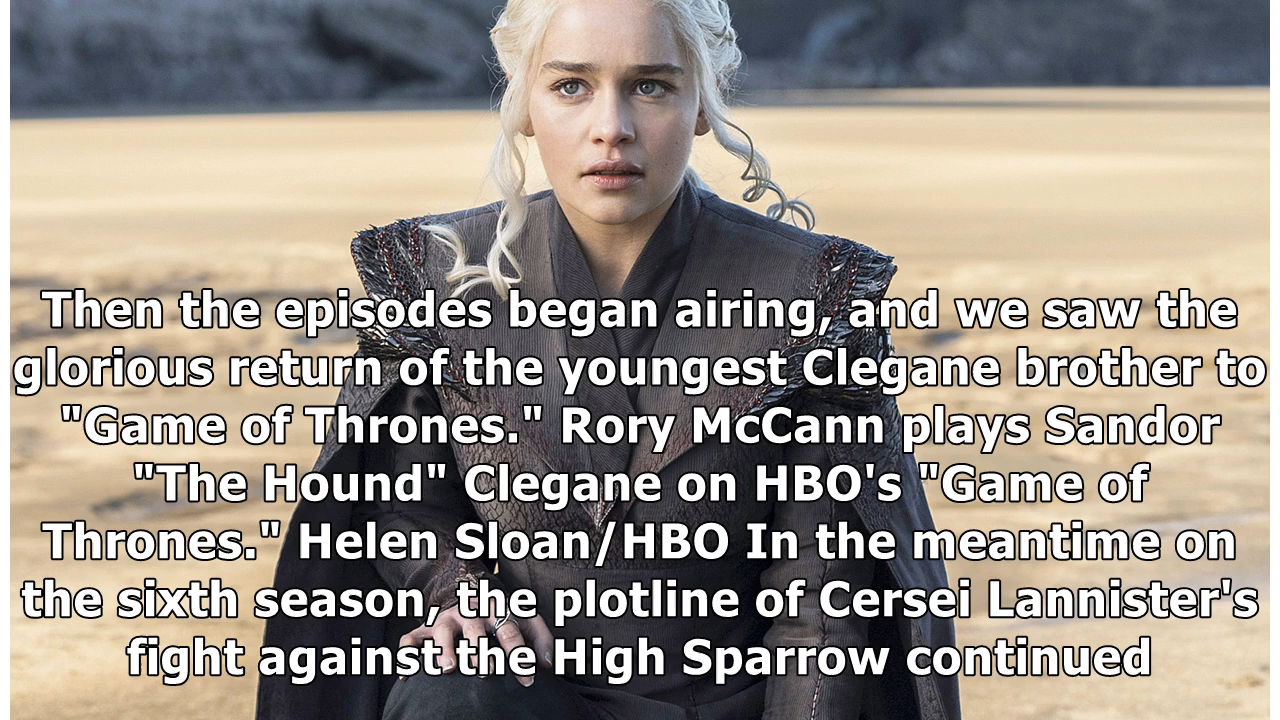 Then the episodes began airing, and we saw the
glorious return of the youngest Clegane brother to
"Game of Thrones." Rory McCann plays Sandor
"The Hound" Clegane on HBO's "Game of
Thrones." Helen Sloan/HBO In the meantime on
the sixth season, the plotline of Cersei Lannister's
fight against the High Sparrow continued